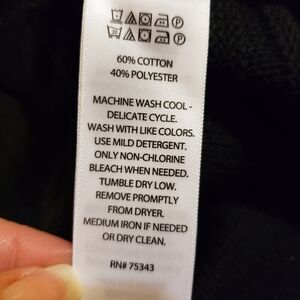 60% COTTON
40% POLYESTER
MACHINE WASH COOL -
DELICATE CYCLE.
WASH WITH LIKE COLORS.
USE MILD DETERGENT.
ONLY NON-CHLORINE
BLEACH WHEN NEEDED.
TUMBLE DRY LOW.
REMOVE PROMPTLY
FROM DRYER.
MEDIUM IRON IF NEEDED
OR DRY CLEAN.
RN# 75343